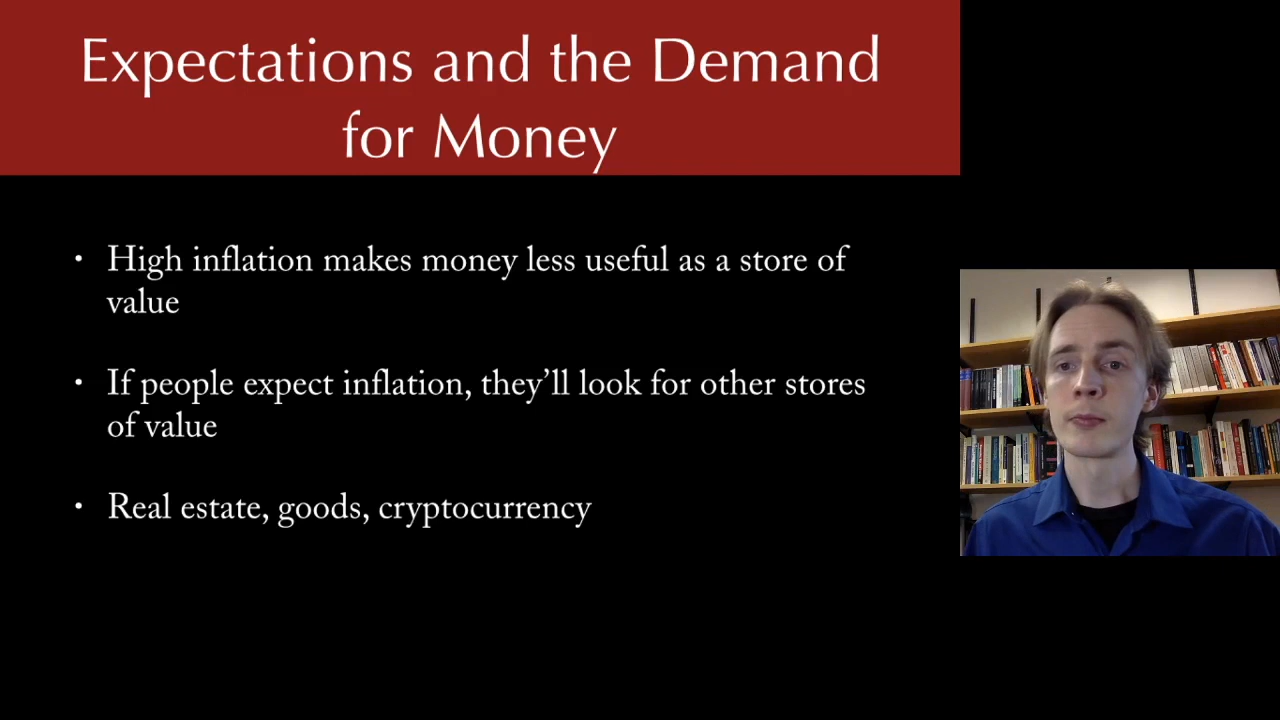 Expectations and the Demand
for Money
• High inflation makes money less useful as a store of
value
• If people expect inflation, they’ll look for other stores
of value
• Real estate, goods, cryptocurrency